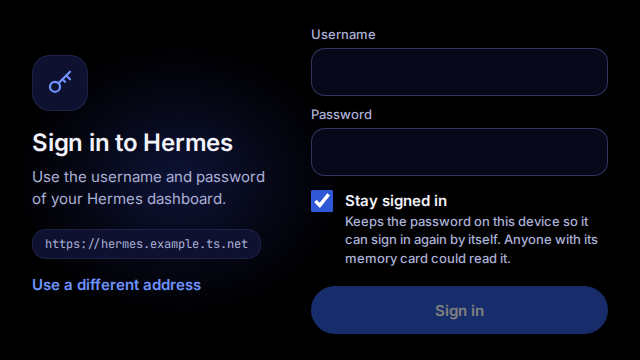 Sign in to Hermes
Use the username and password
of your Hermes dashboard.
https://hermes.example.ts.net
Use a different address
Username
Password
Stay signed in
Keeps the password on this device so it
can sign in again by itself. Anyone with its
memory card could read it.
Sign in